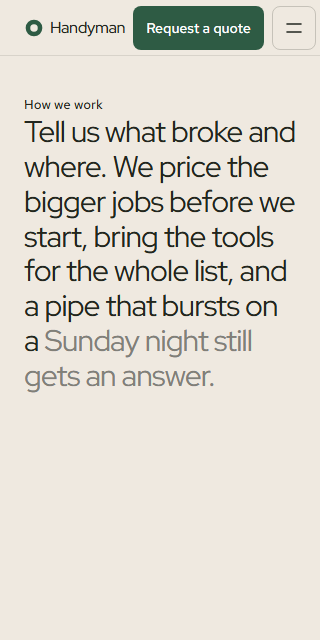 Handyman
Request a quote
How we work
Tell us what broke and
where. We price the
bigger jobs before we
start, bring the tools
for the whole list, and
a pipe that bursts on
a Sunday night still
gets an answer.